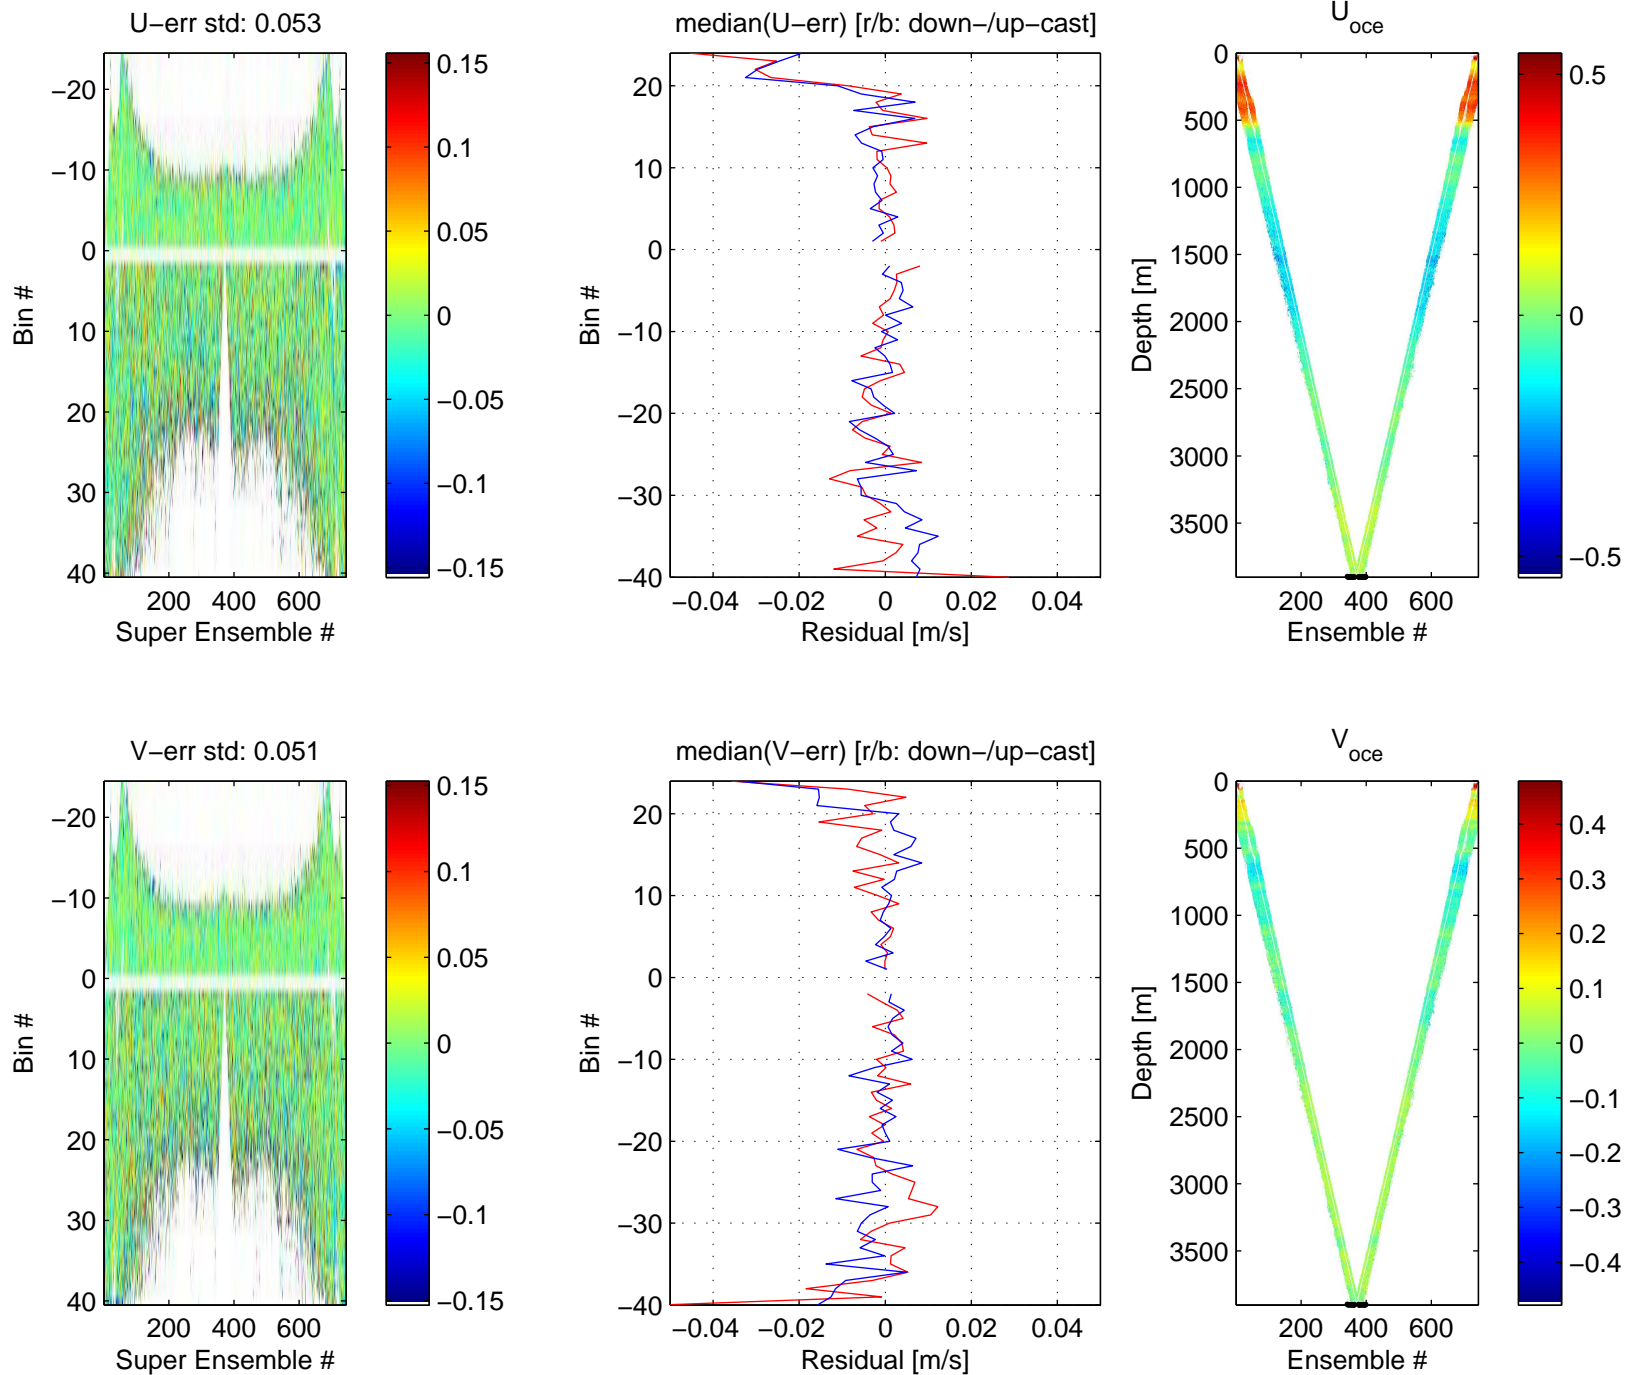 U−err std: 0.053
−20
−10
0
10
20
30
40
Bin #
200 400 600
Super Ensemble #
0.15
0.1
0.05
0
−0.05
−0.1
−0.15
median(U−err) [r/b: down−/up−cast]
20
10
0
−10
−20
−30
−40
Bin #
−0.04 −0.02 0 0.02 0.04
Residual [m/s]
Uoce
0
500
1000
1500
2000
2500
3000
3500
Depth [m]
200 400 600
Ensemble #
0.5
0
−0.5
V−err std: 0.051
−20
−10
0
10
20
30
40
Bin #
200 400 600
Super Ensemble #
0.15
0.1
0.05
0
−0.05
−0.1
−0.15
median(V−err) [r/b: down−/up−cast]
20
10
0
−10
−20
−30
−40
Bin #
−0.04 −0.02 0 0.02 0.04
Residual [m/s]
Voce
0
500
1000
1500
2000
2500
3000
3500
Depth [m]
200 400 600
Ensemble #
0.4
0.3
0.2
0.1
0
−0.1
−0.2
−0.3
−0.4